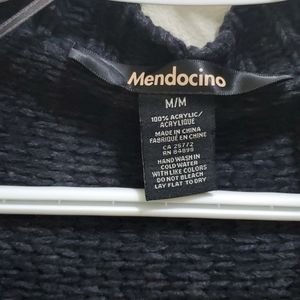 Mendocino
M/M
100% ACRYLIC/
ACRYLIQUE
MADE IN CHINA
FABRIQUÉ EN CHINE
CA 25772
RN 84898
HAND WASH IN
COLD WATER
WITH LIKE COLORS
DO NOT BLEACH
LAY FLAT TO DRY